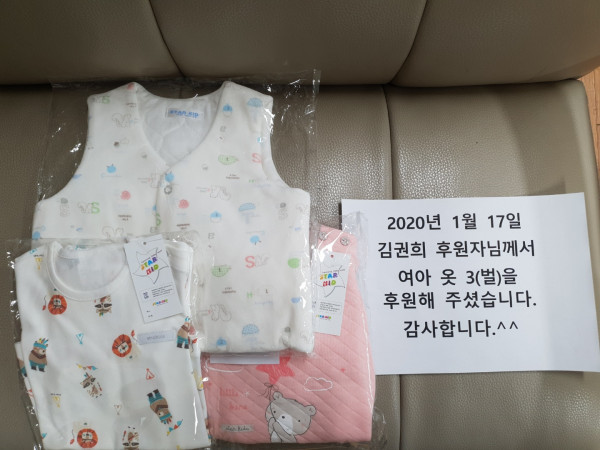 2020년 1월 17일
김권희 후원자님께서
여아 옷 3(벌)을
후원해 주셨습니다.
감사합니다.^^
STAR